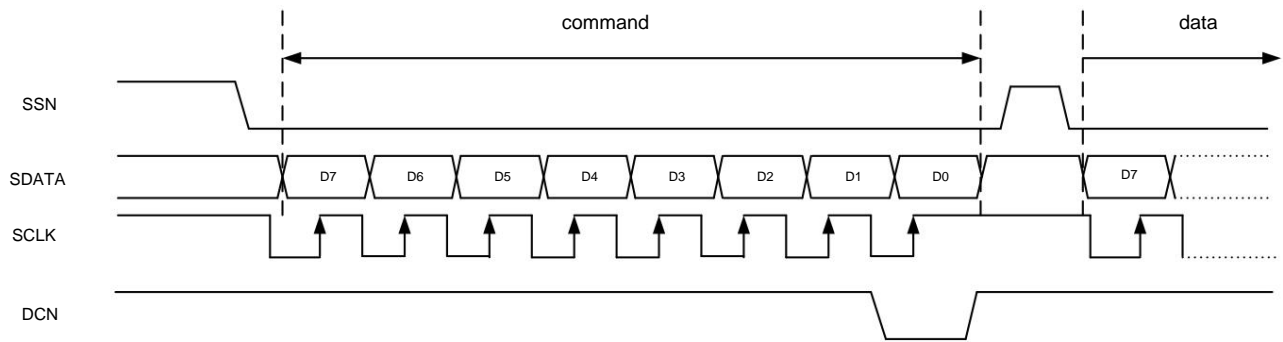 command data
SSN
SDATA D7 D6 D5 D4 D3 D2 D1 D0 D7
SCLK
DCN